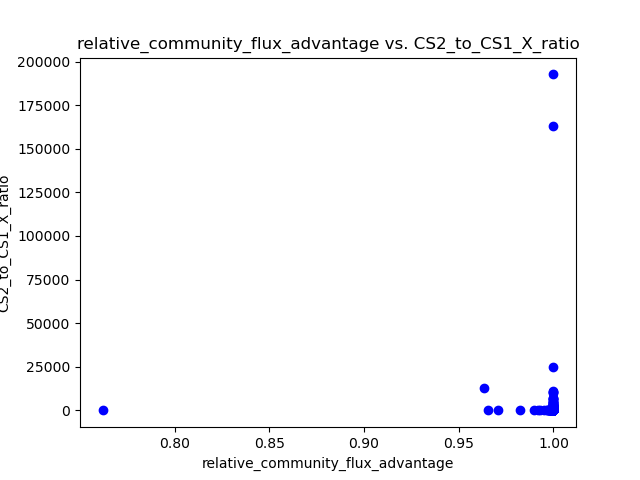 relative_community_flux_advantage vs. CS2_to_CS1_X_ratio
200000
175000
150000
125000
100000
75000
50000
25000
0
CS2_to_CS1_X_ratio
0.80 0.85 0.90 0.95 1.00
relative_community_flux_advantage